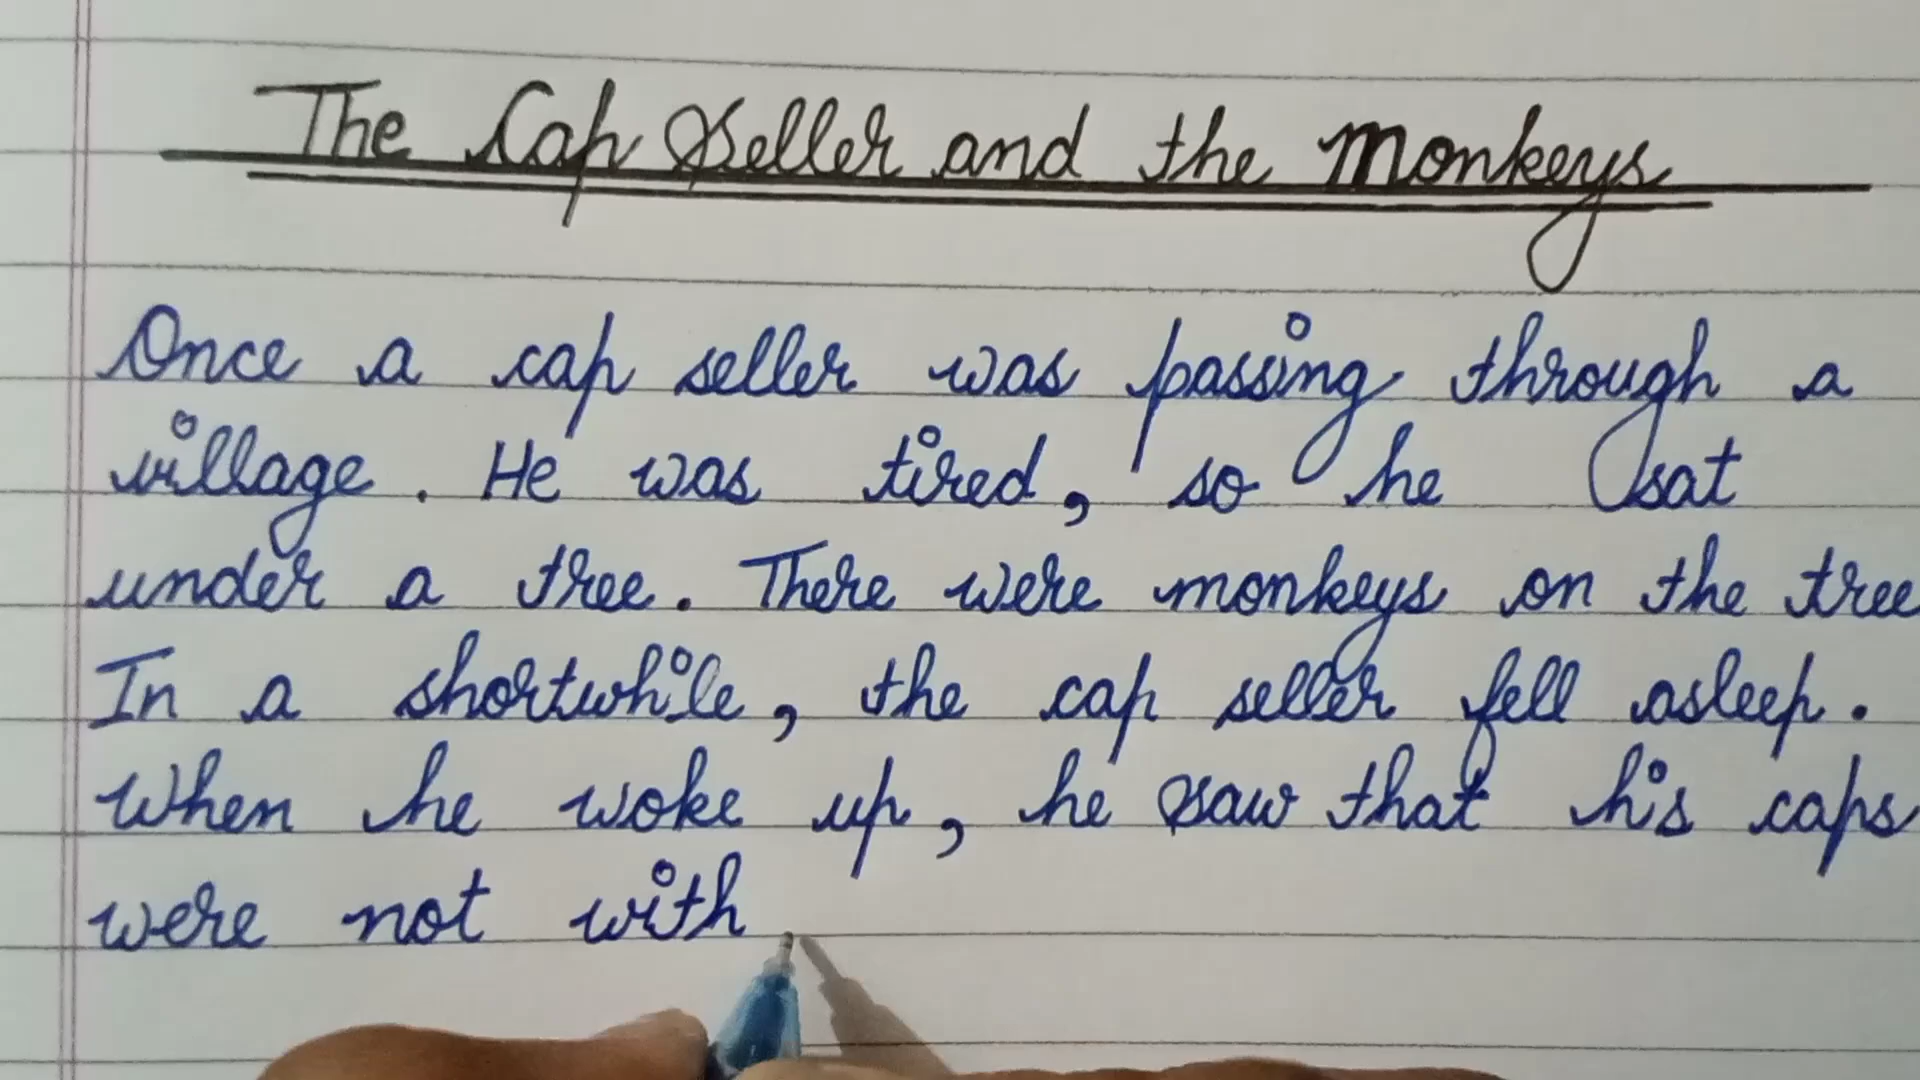 The Cap Seller and the Monkeys
Once a cap seller was passing through a
village. He was tired, so he sat
under a tree. There were monkeys on the tree
In a shortwhile, the cap seller fell asleep.
When he woke up, he saw that his caps
were not with